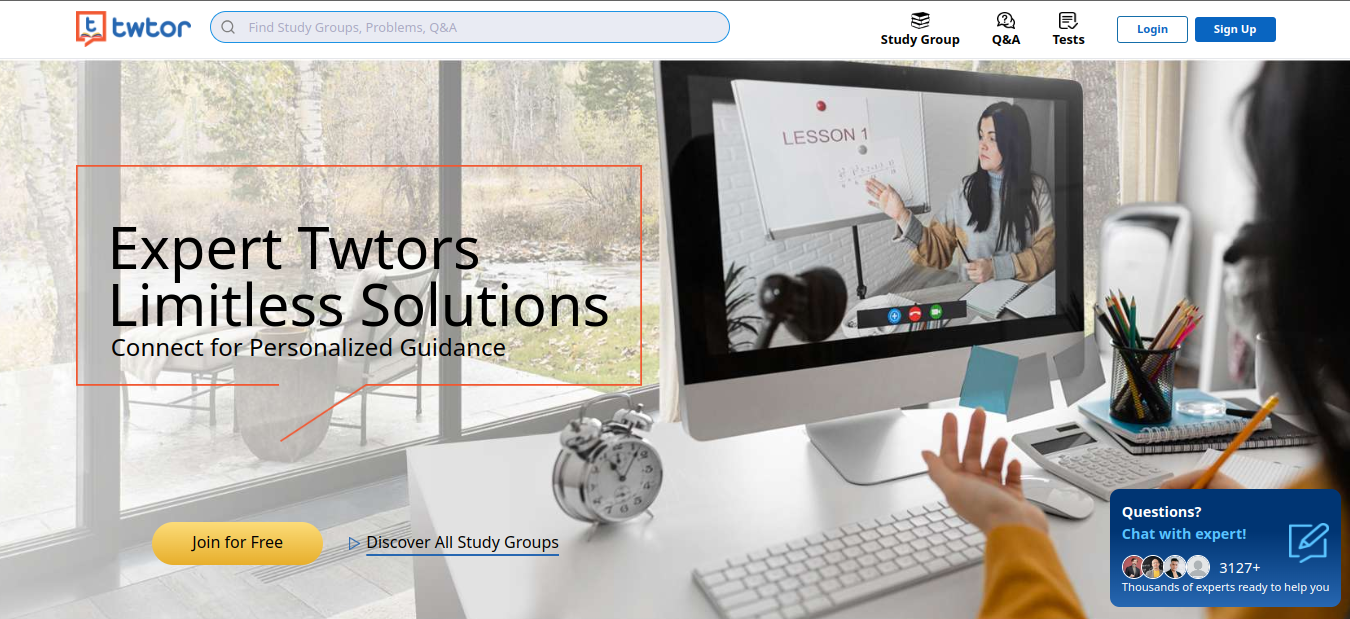 twtor
Find Study Groups, Problems, Q&A
Study Group
Q&A
Tests
Login
Sign Up
LESSON 1
Expert Twtors
Limitless Solutions
Connect for Personalized Guidance
Join for Free
Discover All Study Groups
Questions?
Chat with expert!
3127+
Thousands of experts ready to help you